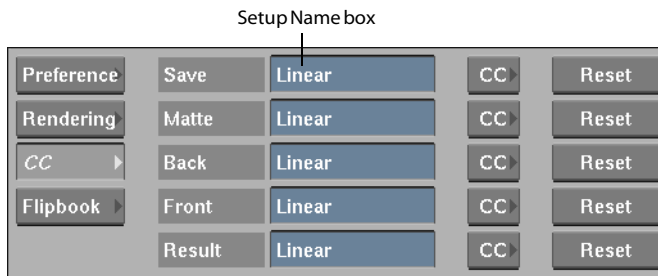 Setup Name box
Preference Save Linear CC Reset
Rendering Matte Linear CC Reset
CC Back Linear CC Reset
Flipbook Front Linear CC Reset
Result Linear CC Reset